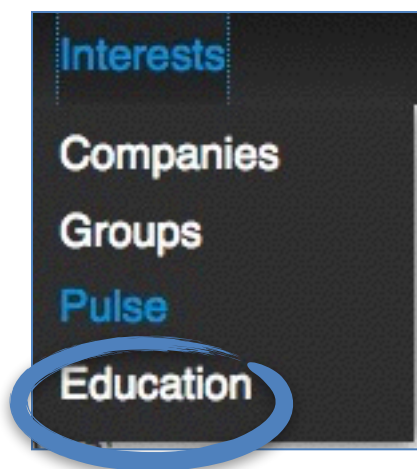 Interests
Companies
Groups
Pulse
Education